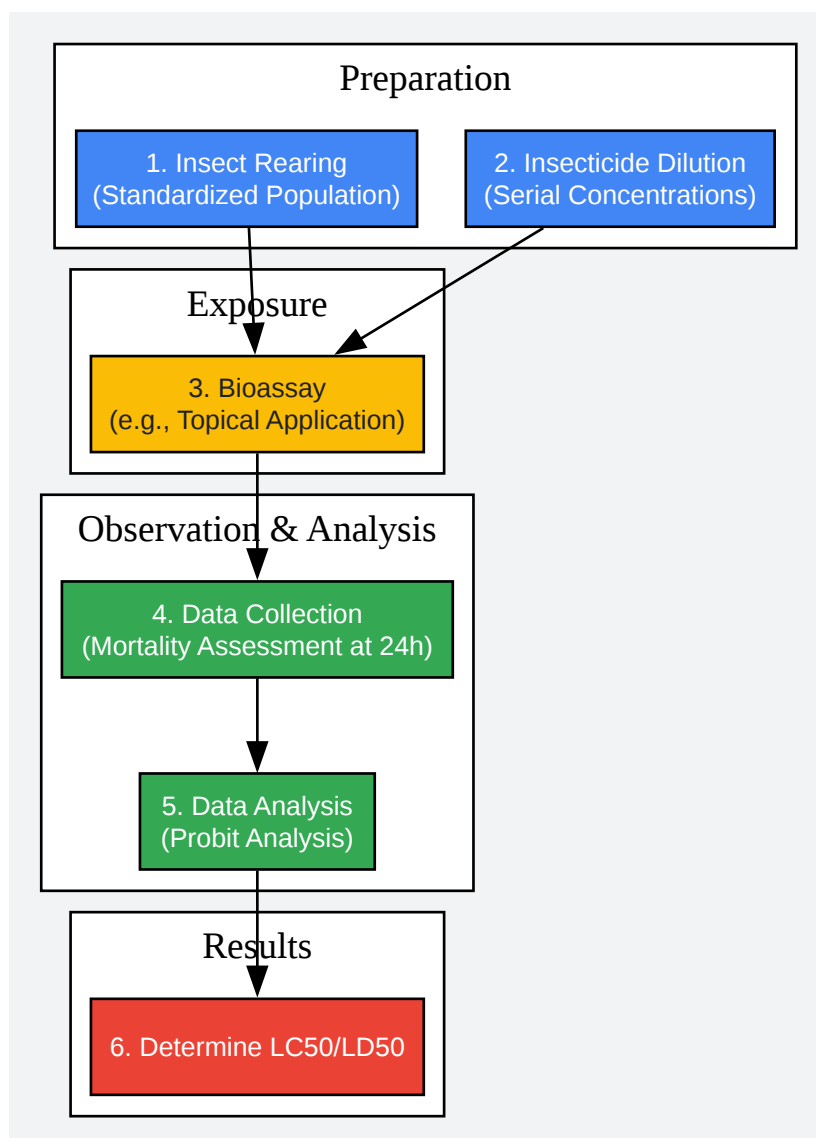 Preparation
1. Insect Rearing
(Standardized Population)
2. Insecticide Dilution
(Serial Concentrations)
Exposure
3. Bioassay
(e.g., Topical Application)
Observation & Analysis
4. Data Collection
(Mortality Assessment at 24h)
5. Data Analysis
(Probit Analysis)
Results
6. Determine LC50/LD50